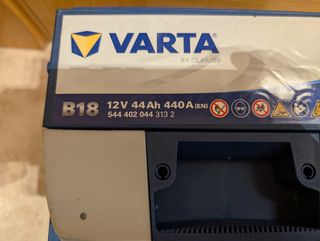 VARTA
BY CLARIOS
B18 12V 44Ah 440A(EN)
544 402 044 313 2